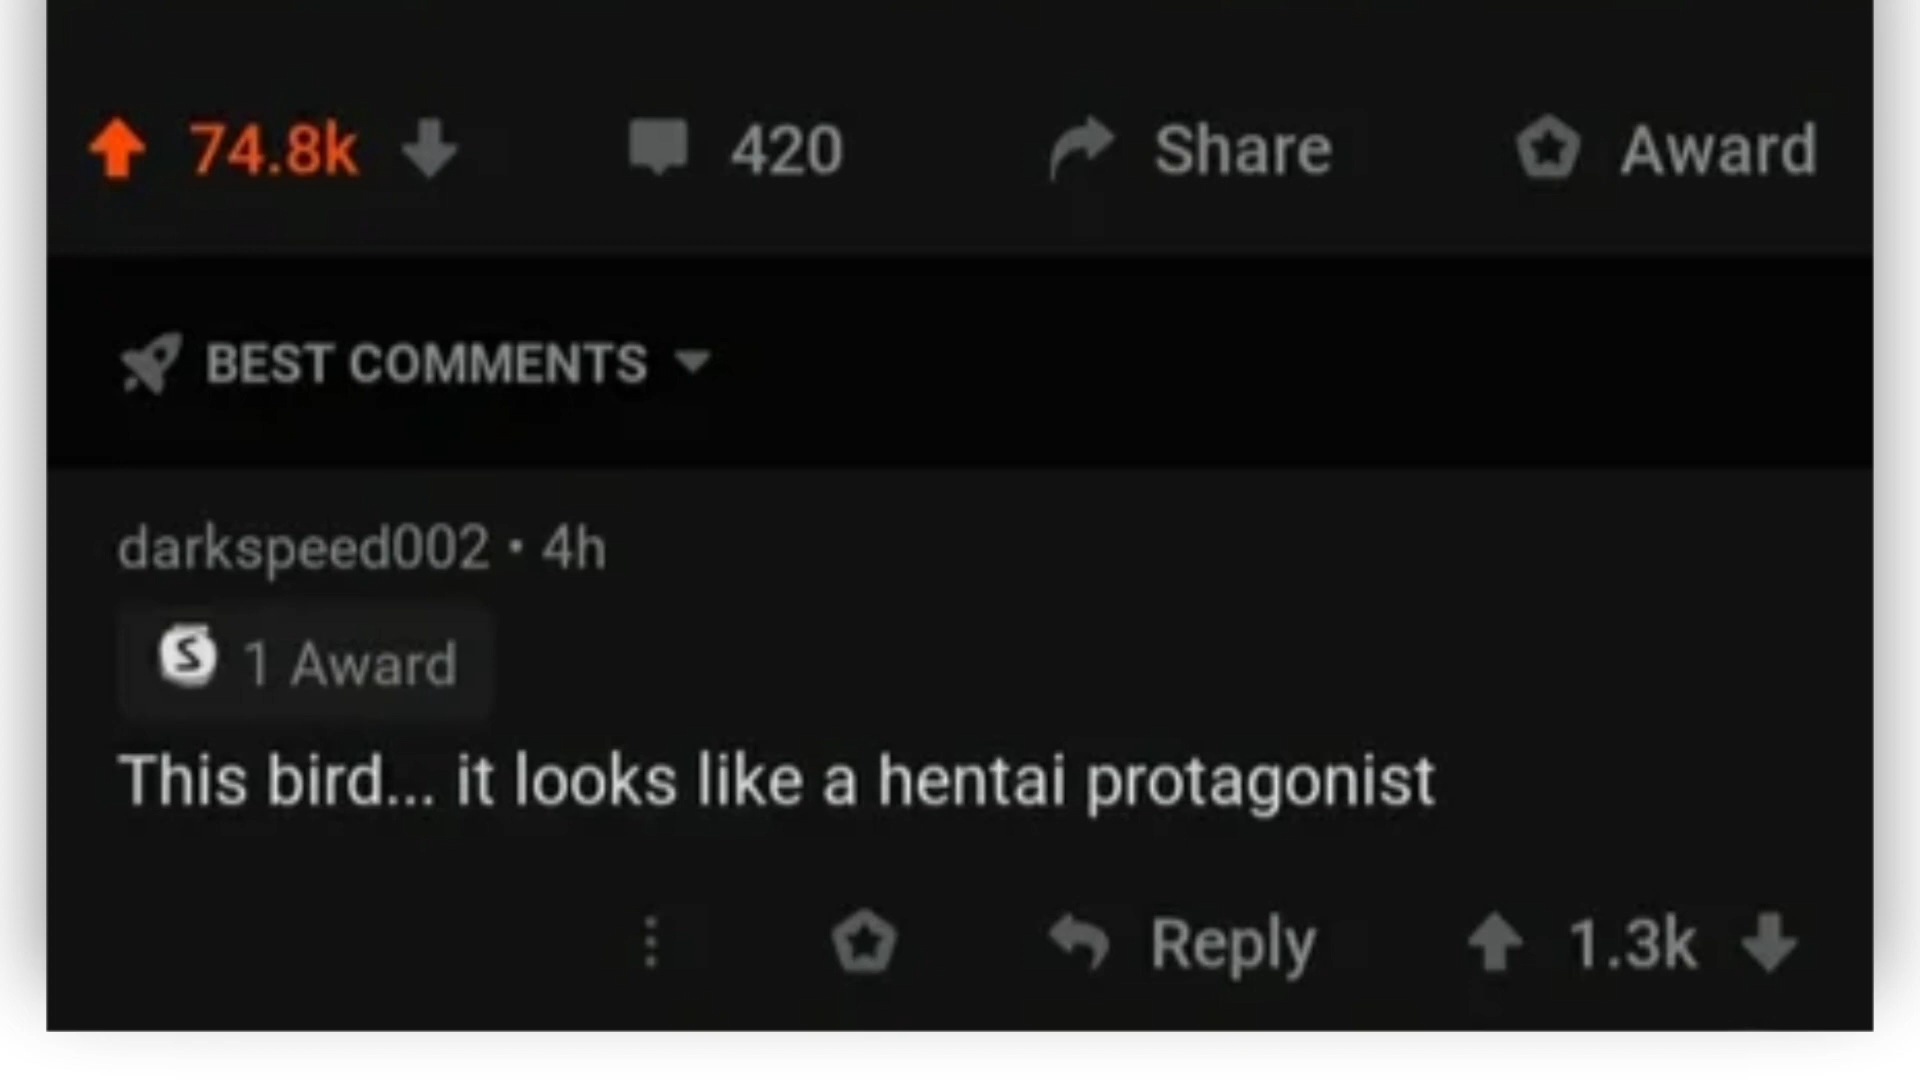 74.8k 420 Share Award
BEST COMMENTS
darkspeed002 • 4h
S 1 Award
This bird... it looks like a hentai protagonist
Reply 1.3k